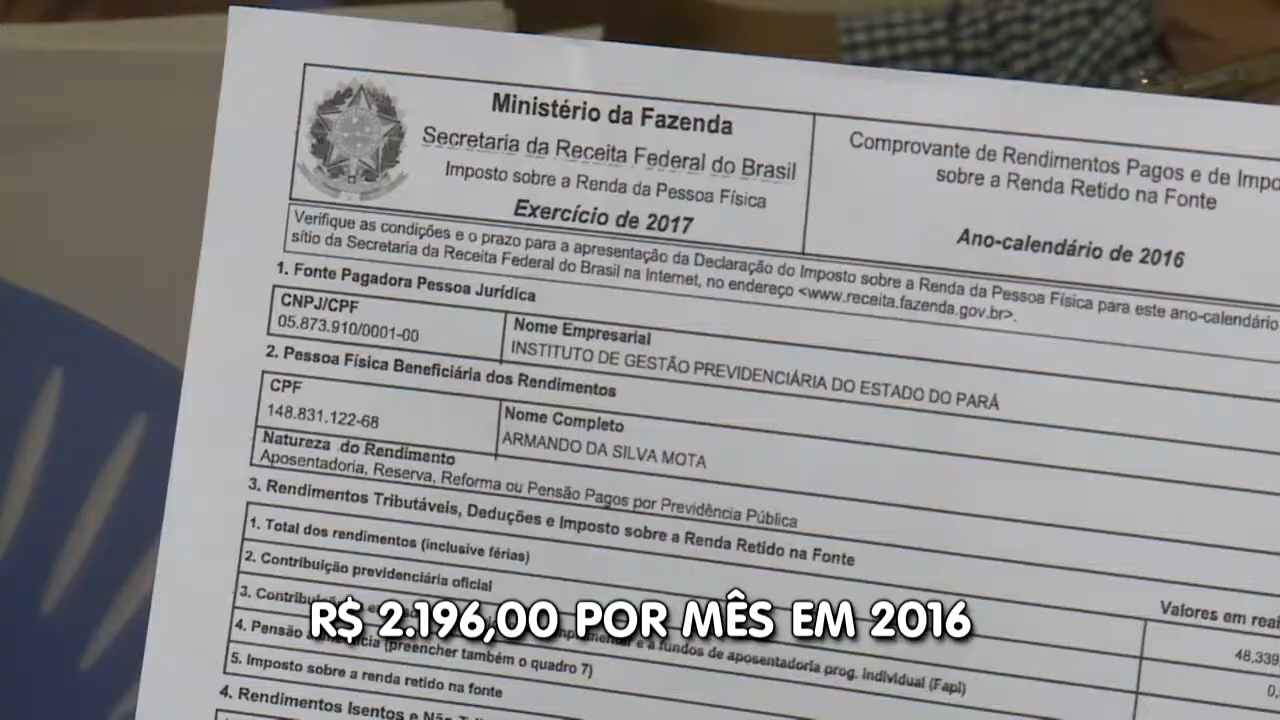 Ministério da Fazenda
Secretaria da Receita Federal do Brasil
Imposto sobre a Renda da Pessoa Física
Exercício de 2017
Comprovante de Rendimentos Pagos e de Impo
sobre a Renda Retido na Fonte
Ano-calendário de 2016
Verifique as condições e o prazo para a apresentação da Declaração do Imposto sobre a Renda da Pessoa Física para este ano-calendário
sítio da Secretaria da Receita Federal do Brasil na Internet, no endereço <www.receita.fazenda.gov.br>.
1. Fonte Pagadora Pessoa Jurídica
CNPJ/CPF
05.873.910/0001-00
Nome Empresarial
INSTITUTO DE GESTÃO PREVIDENCIÁRIA DO ESTADO DO PARÁ
2. Pessoa Física Beneficiária dos Rendimentos
CPF
148.831.122-68
Nome Completo
ARMANDO DA SILVA MOTA
Natureza do Rendimento
Aposentadoria, Reserva, Reforma ou Pensão Pagos por Previdência Pública
3. Rendimentos Tributáveis, Deduções e Imposto sobre a Renda Retido na Fonte
Valores em reai
1. Total dos rendimentos (inclusive férias)
48.339
2. Contribuição previdenciária oficial
0,
3. e a fundos de aposentadoria prog. individual (Fapi)
R$ 2.196,00 POR MÊS EM 2016
4. Pensão (preencher também o quadro 7)
5. Imposto sobre a renda retido na fonte
4. Rendimentos Isentos e